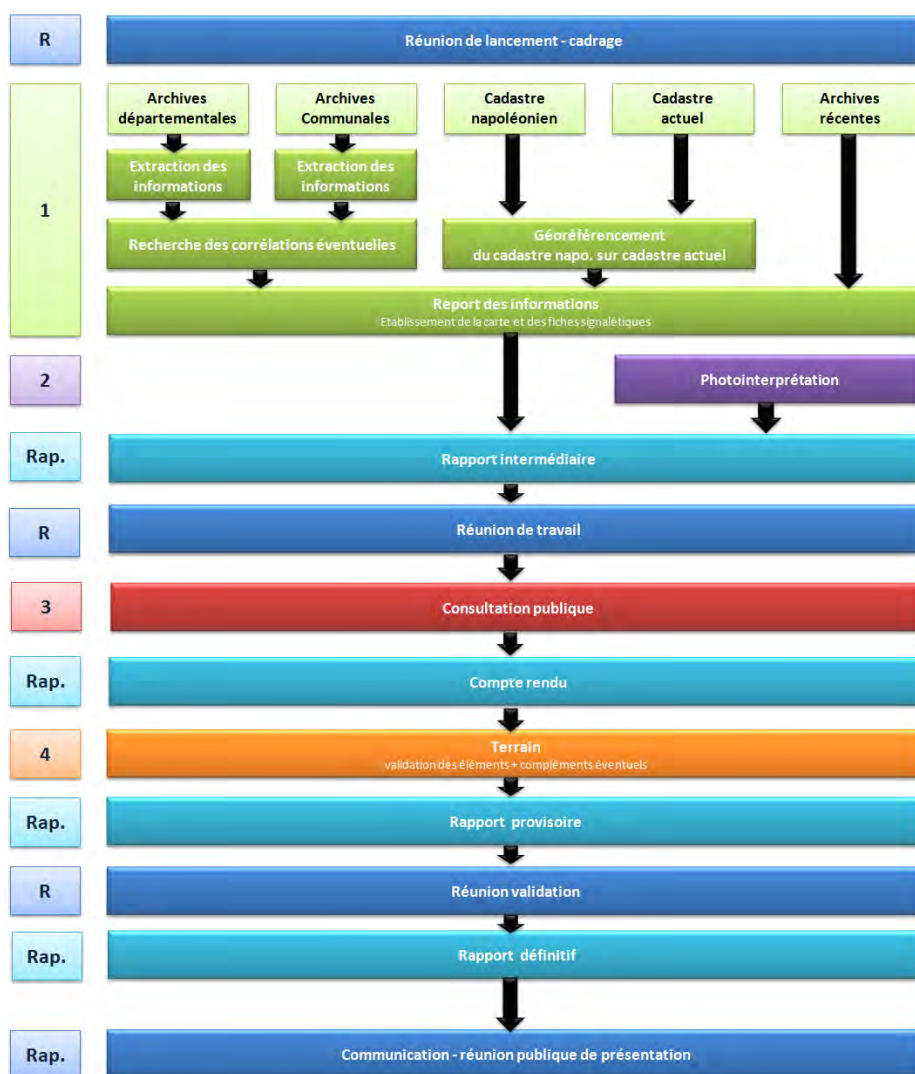 R
Réunion de lancement - cadrage
Archives
départementales
Archives
Communales
Cadastre
napoléonien
Cadastre
actuel
Archives
récentes
Extraction des
informations
Extraction des
informations
1
Recherche des corrélations éventuelles
Géoréférencement
du cadastre napo. sur cadastre actuel
Report des informations
Etablissement de la carte et des fiches signalétiques
2
Photointerprétation
Rap.
Rapport intermédiaire
R
Réunion de travail
3
Consultation publique
Rap.
Compte rendu
4
Terrain
validation des éléments + compléments éventuels
Rap.
Rapport provisoire
R
Réunion validation
Rap.
Rapport définitif
Rap.
Communication - réunion publique de présentation